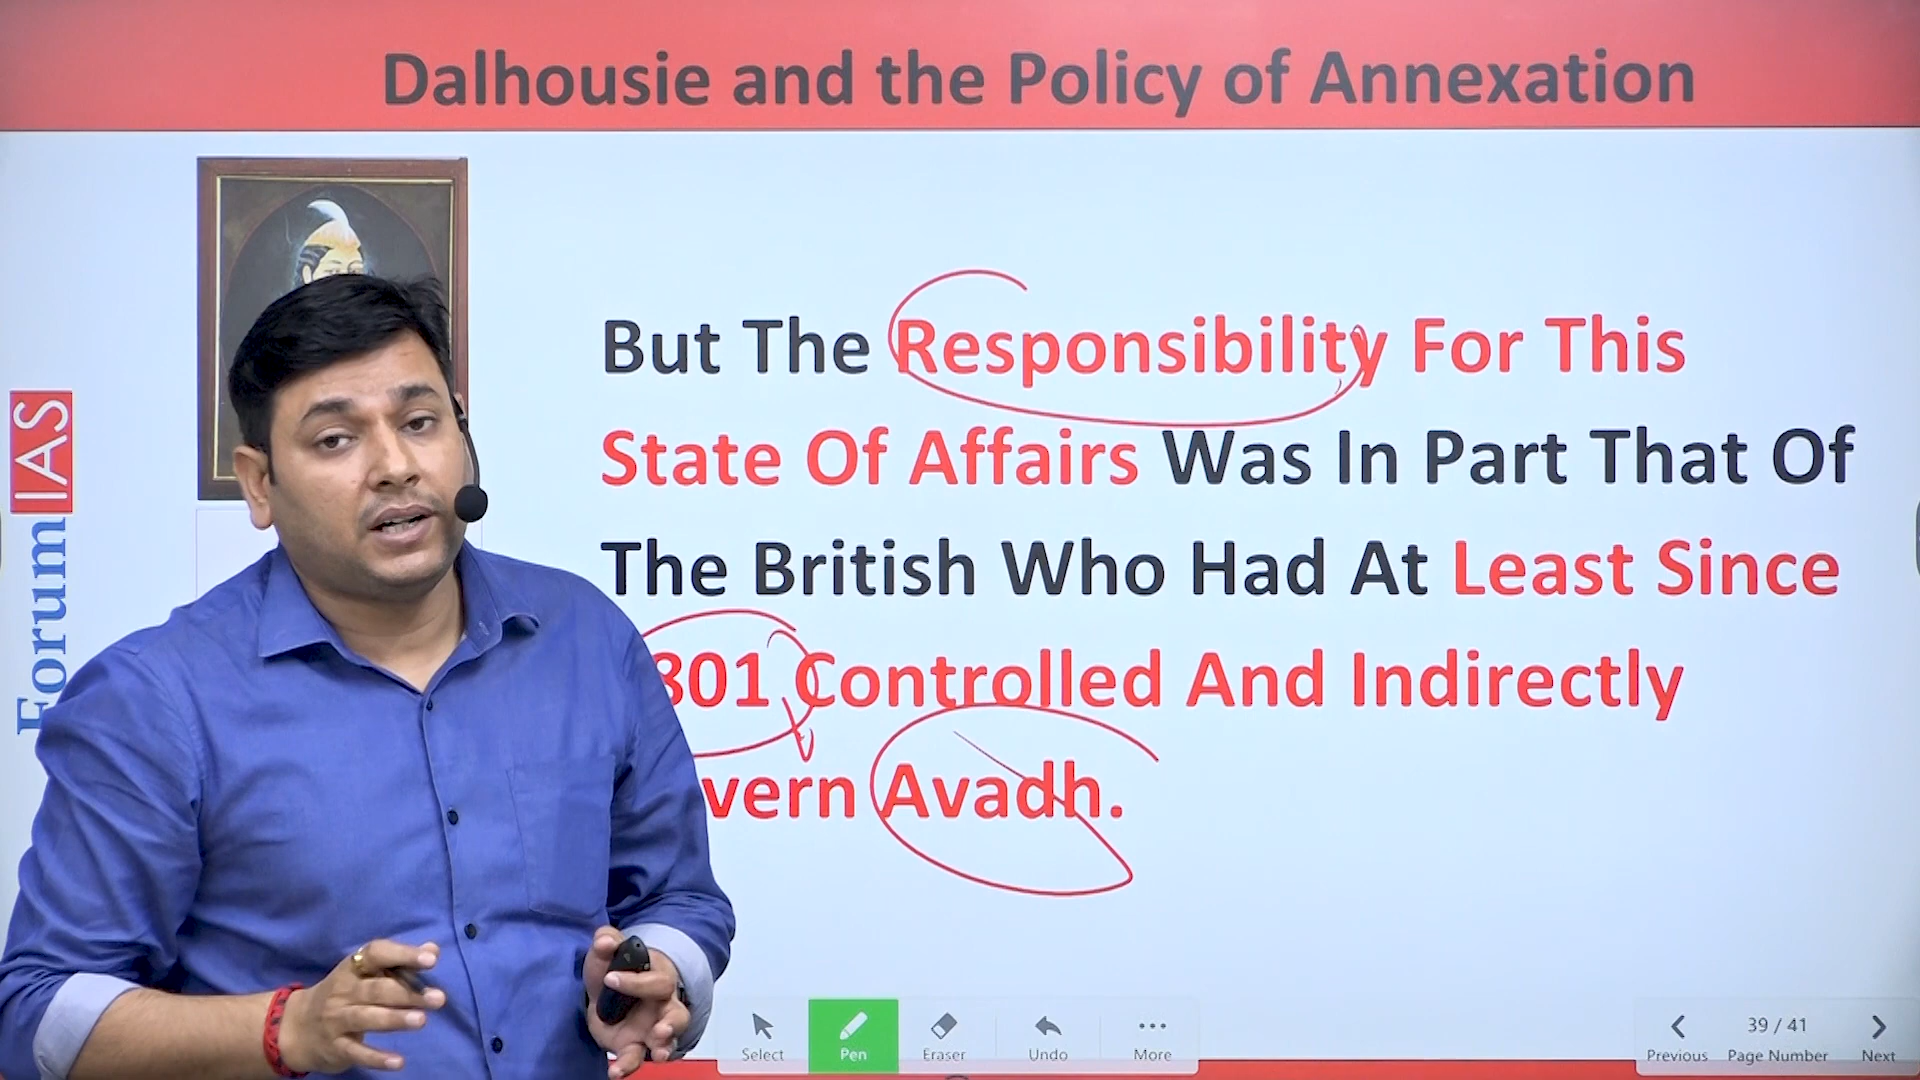 Dalhousie and the Policy of Annexation
But The Responsibility For This
State Of Affairs Was In Part That Of
The British Who Had At Least Since
801 Controlled And Indirectly
vern Avadh.
ForumIAS
Select
Pen
Eraser
Undo
More
39 / 41
Previous
Page Number
Next